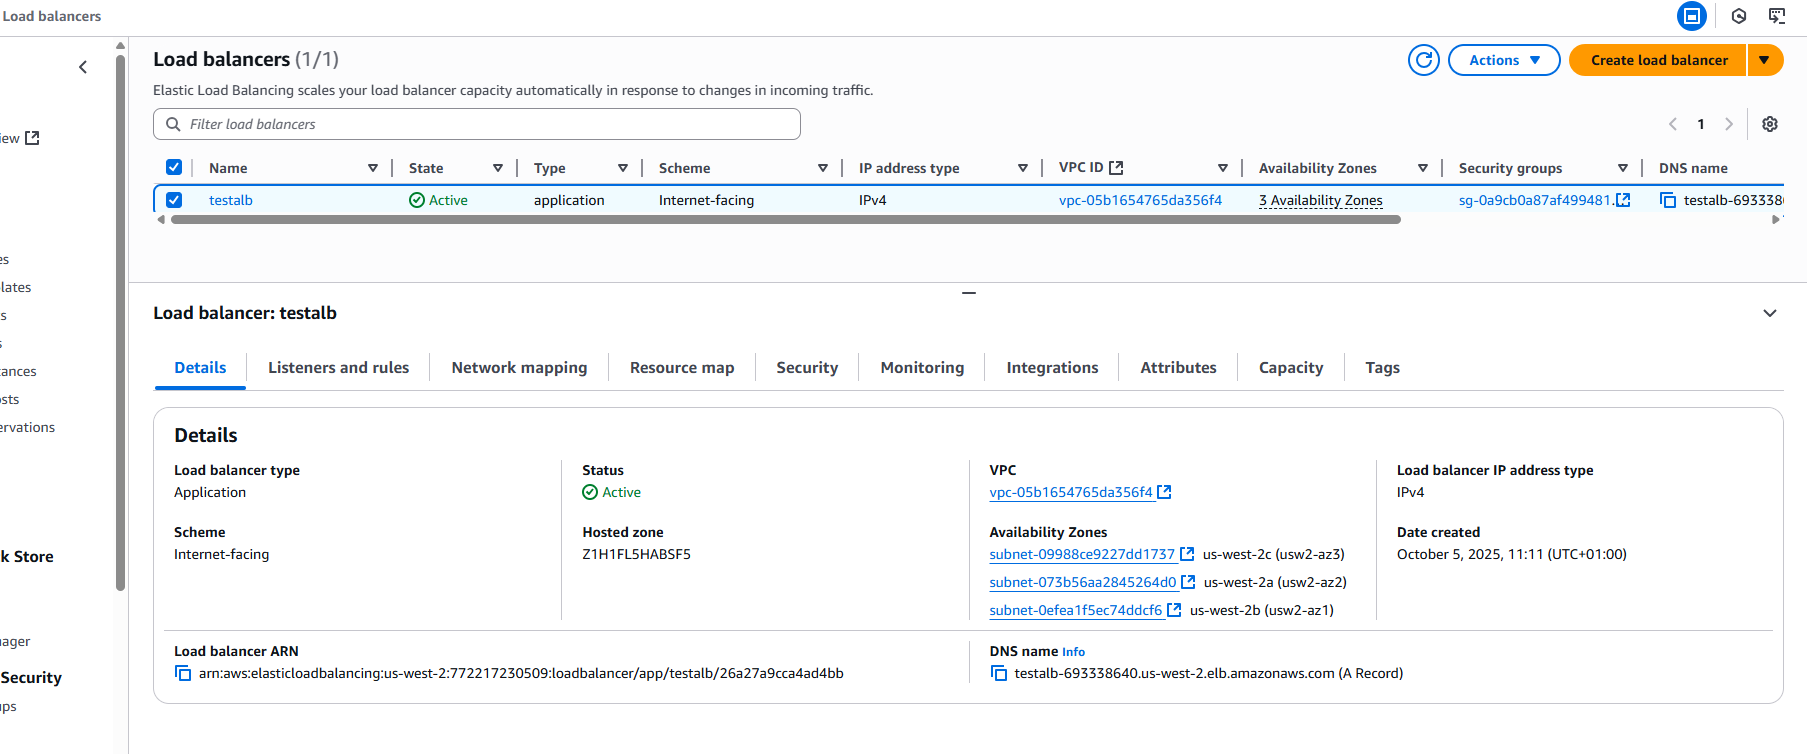 Load balancers
Load balancers (1/1)
Actions
Create load balancer
Elastic Load Balancing scales your load balancer capacity automatically in response to changes in incoming traffic.
Filter load balancers
1
Name State Type Scheme IP address type VPC ID Availability Zones Security groups DNS name
testalb Active application Internet-facing IPv4 vpc-05b1654765da356f4 3 Availability Zones sg-0a9cb0a87af499481 testalb-693338
iew
es
lates
s
s
tances
osts
ervations
k Store
ager
Security
ups
Load balancer: testalb
Details Listeners and rules Network mapping Resource map Security Monitoring Integrations Attributes Capacity Tags
Details
Load balancer type
Application
Scheme
Internet-facing
Status
Active
Hosted zone
Z1H1FL5HABSF5
VPC
vpc-05b1654765da356f4
Availability Zones
subnet-09988ce9227dd1737 us-west-2c (usw2-az3)
subnet-073b56aa2845264d0 us-west-2a (usw2-az2)
subnet-0efea1f5ec74ddcf6 us-west-2b (usw2-az1)
Load balancer IP address type
IPv4
Date created
October 5, 2025, 11:11 (UTC+01:00)
Load balancer ARN
arn:aws:elasticloadbalancing:us-west-2:772217230509:loadbalancer/app/testalb/26a27a9cca4ad4bb
DNS name Info
testalb-693338640.us-west-2.elb.amazonaws.com (A Record)